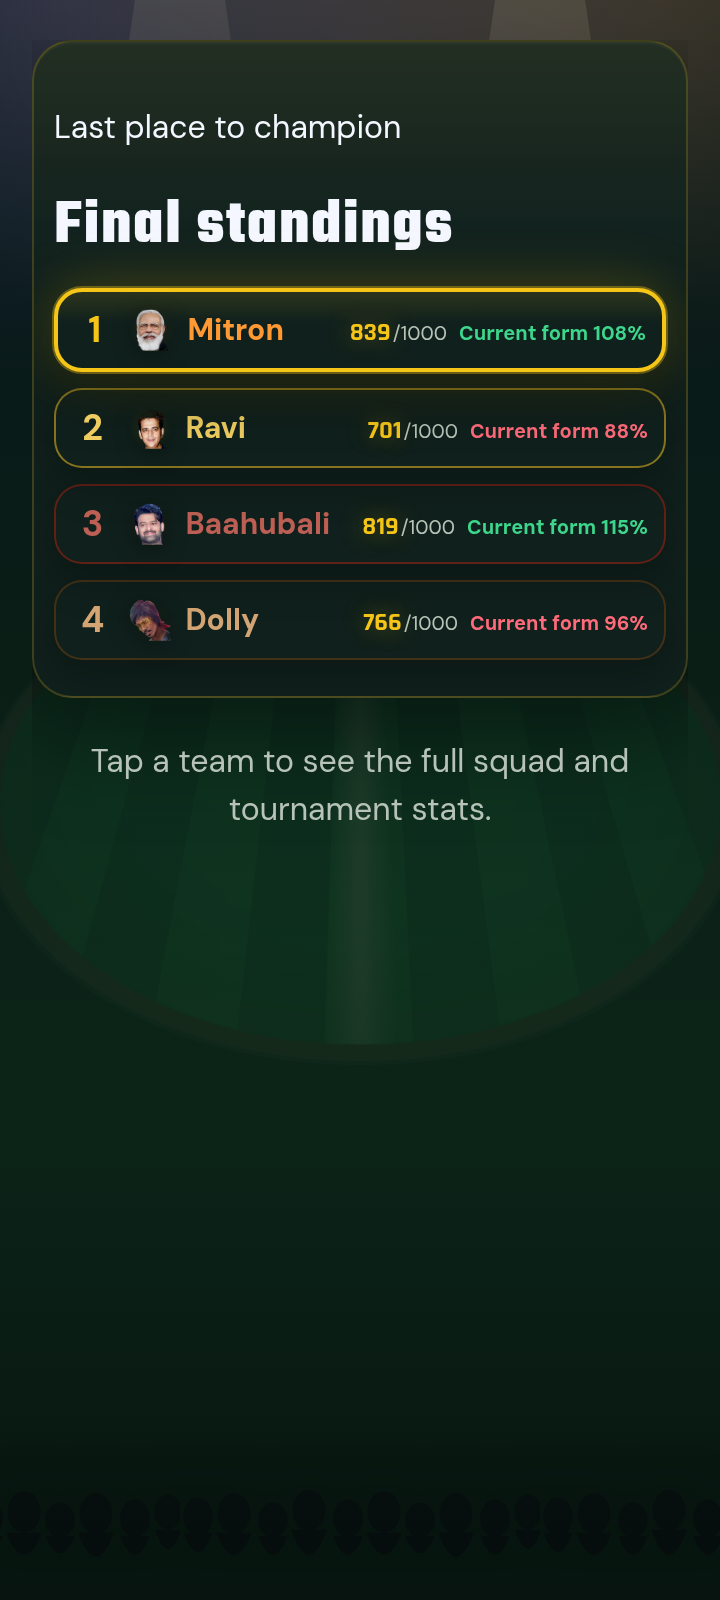 Last place to champion
Final standings
1 Mitron 839/1000 Current form 108%
2 Ravi 701/1000 Current form 88%
3 Baahubali 819/1000 Current form 115%
4 Dolly 766/1000 Current form 96%
Tap a team to see the full squad and
tournament stats.